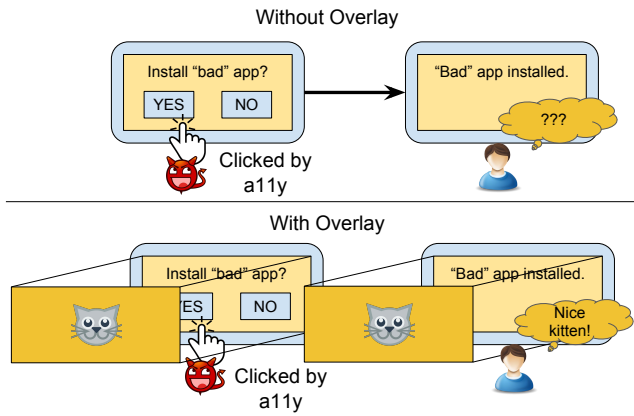 Without Overlay
Install “bad” app?
YES
NO
“Bad” app installed.
???
Clicked by
a11y
With Overlay
Install “bad” app?
YES
NO
“Bad” app installed.
Nice
kitten!
Clicked by
a11y